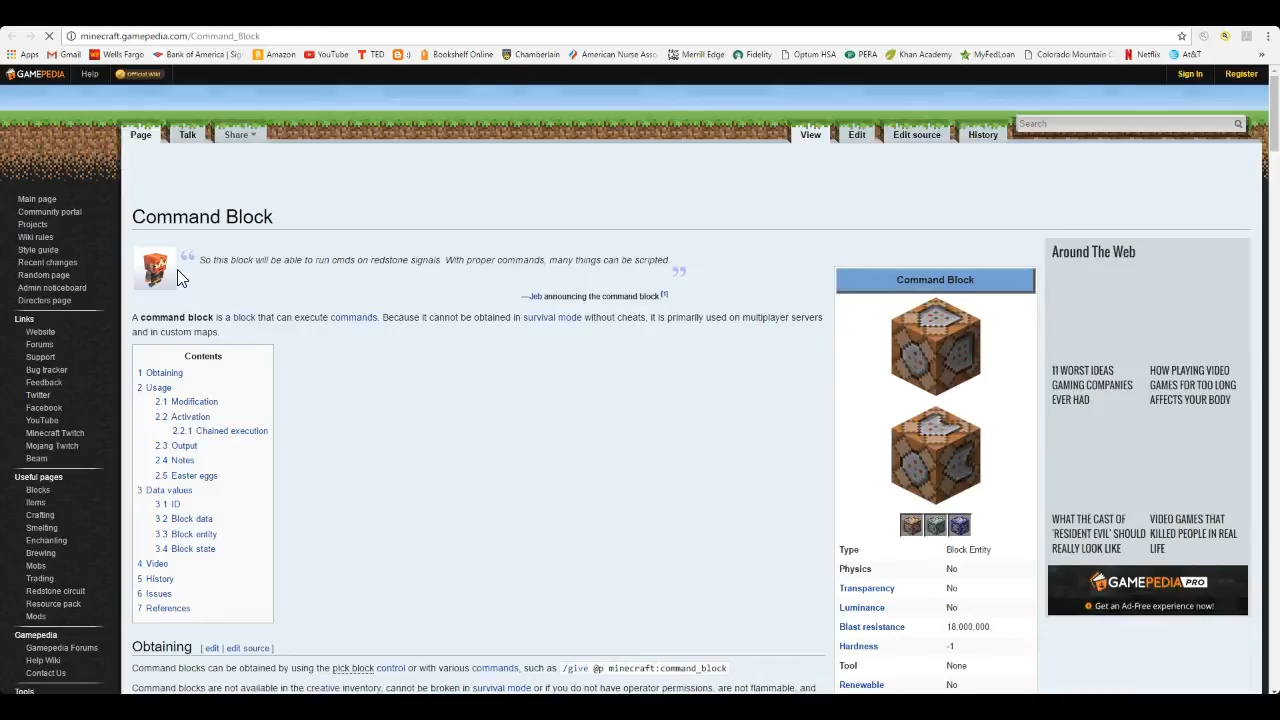 minecraft.gamepedia.com/Command_Block
Apps Gmail Wells Fargo Bank of America | Sign Amazon YouTube TED :) Bookshelf Online Chamberlain American Nurse Asso Merrill Edge Fidelity Optum HSA PERA Khan Academy MyFedLoan Colorado Mountain C Netflix At&T »
GAMEPEDIA Help Official Wiki Sign In Register
Page Talk Share View Edit Edit source History Search
Main page
Community portal
Projects
Wiki rules
Style guide
Recent changes
Random page
Admin noticeboard
Directors page
Links
Website
Forums
Support
Bug tracker
Feedback
Twitter
Facebook
YouTube
Minecraft Twitch
Mojang Twitch
Beam
Useful pages
Blocks
Items
Crafting
Smelting
Enchanting
Brewing
Mobs
Trading
Redstone circuit
Resource pack
Mods
Gamepedia
Gamepedia Forums
Help Wiki
Contact Us
Tools
Command Block
“ So this block will be able to run cmds on redstone signals With proper commands, many things can be scripted ”
—Jeb announcing the command block [1]
A command block is a block that can execute commands. Because it cannot be obtained in survival mode without cheats, it is primarily used on multiplayer servers
and in custom maps.
Contents
1 Obtaining
2 Usage
2.1 Modification
2.2 Activation
2.2.1 Chained execution
2.3 Output
2.4 Notes
2.5 Easter eggs
3 Data values
3.1 ID
3.2 Block data
3.3 Block entity
3.4 Block state
4 Video
5 History
6 Issues
7 References
Obtaining [ edit | edit source ]
Command blocks can be obtained by using the pick block control or with various commands, such as /give @p minecraft:command_block
Command blocks are not available in the creative inventory, cannot be broken in survival mode or if you do not have operator permissions, are not flammable, and
Command Block
Type Block Entity
Physics No
Transparency No
Luminance No
Blast resistance 18,000,000
Hardness -1
Tool None
Renewable No
Around The Web
11 WORST IDEAS
GAMING COMPANIES
EVER HAD
HOW PLAYING VIDEO
GAMES FOR TOO LONG
AFFECTS YOUR BODY
WHAT THE CAST OF
'RESIDENT EVIL' SHOULD
REALLY LOOK LIKE
VIDEO GAMES THAT
KILLED PEOPLE IN REAL
LIFE
GAMEPEDIA PRO
Get an Ad-Free experience now!